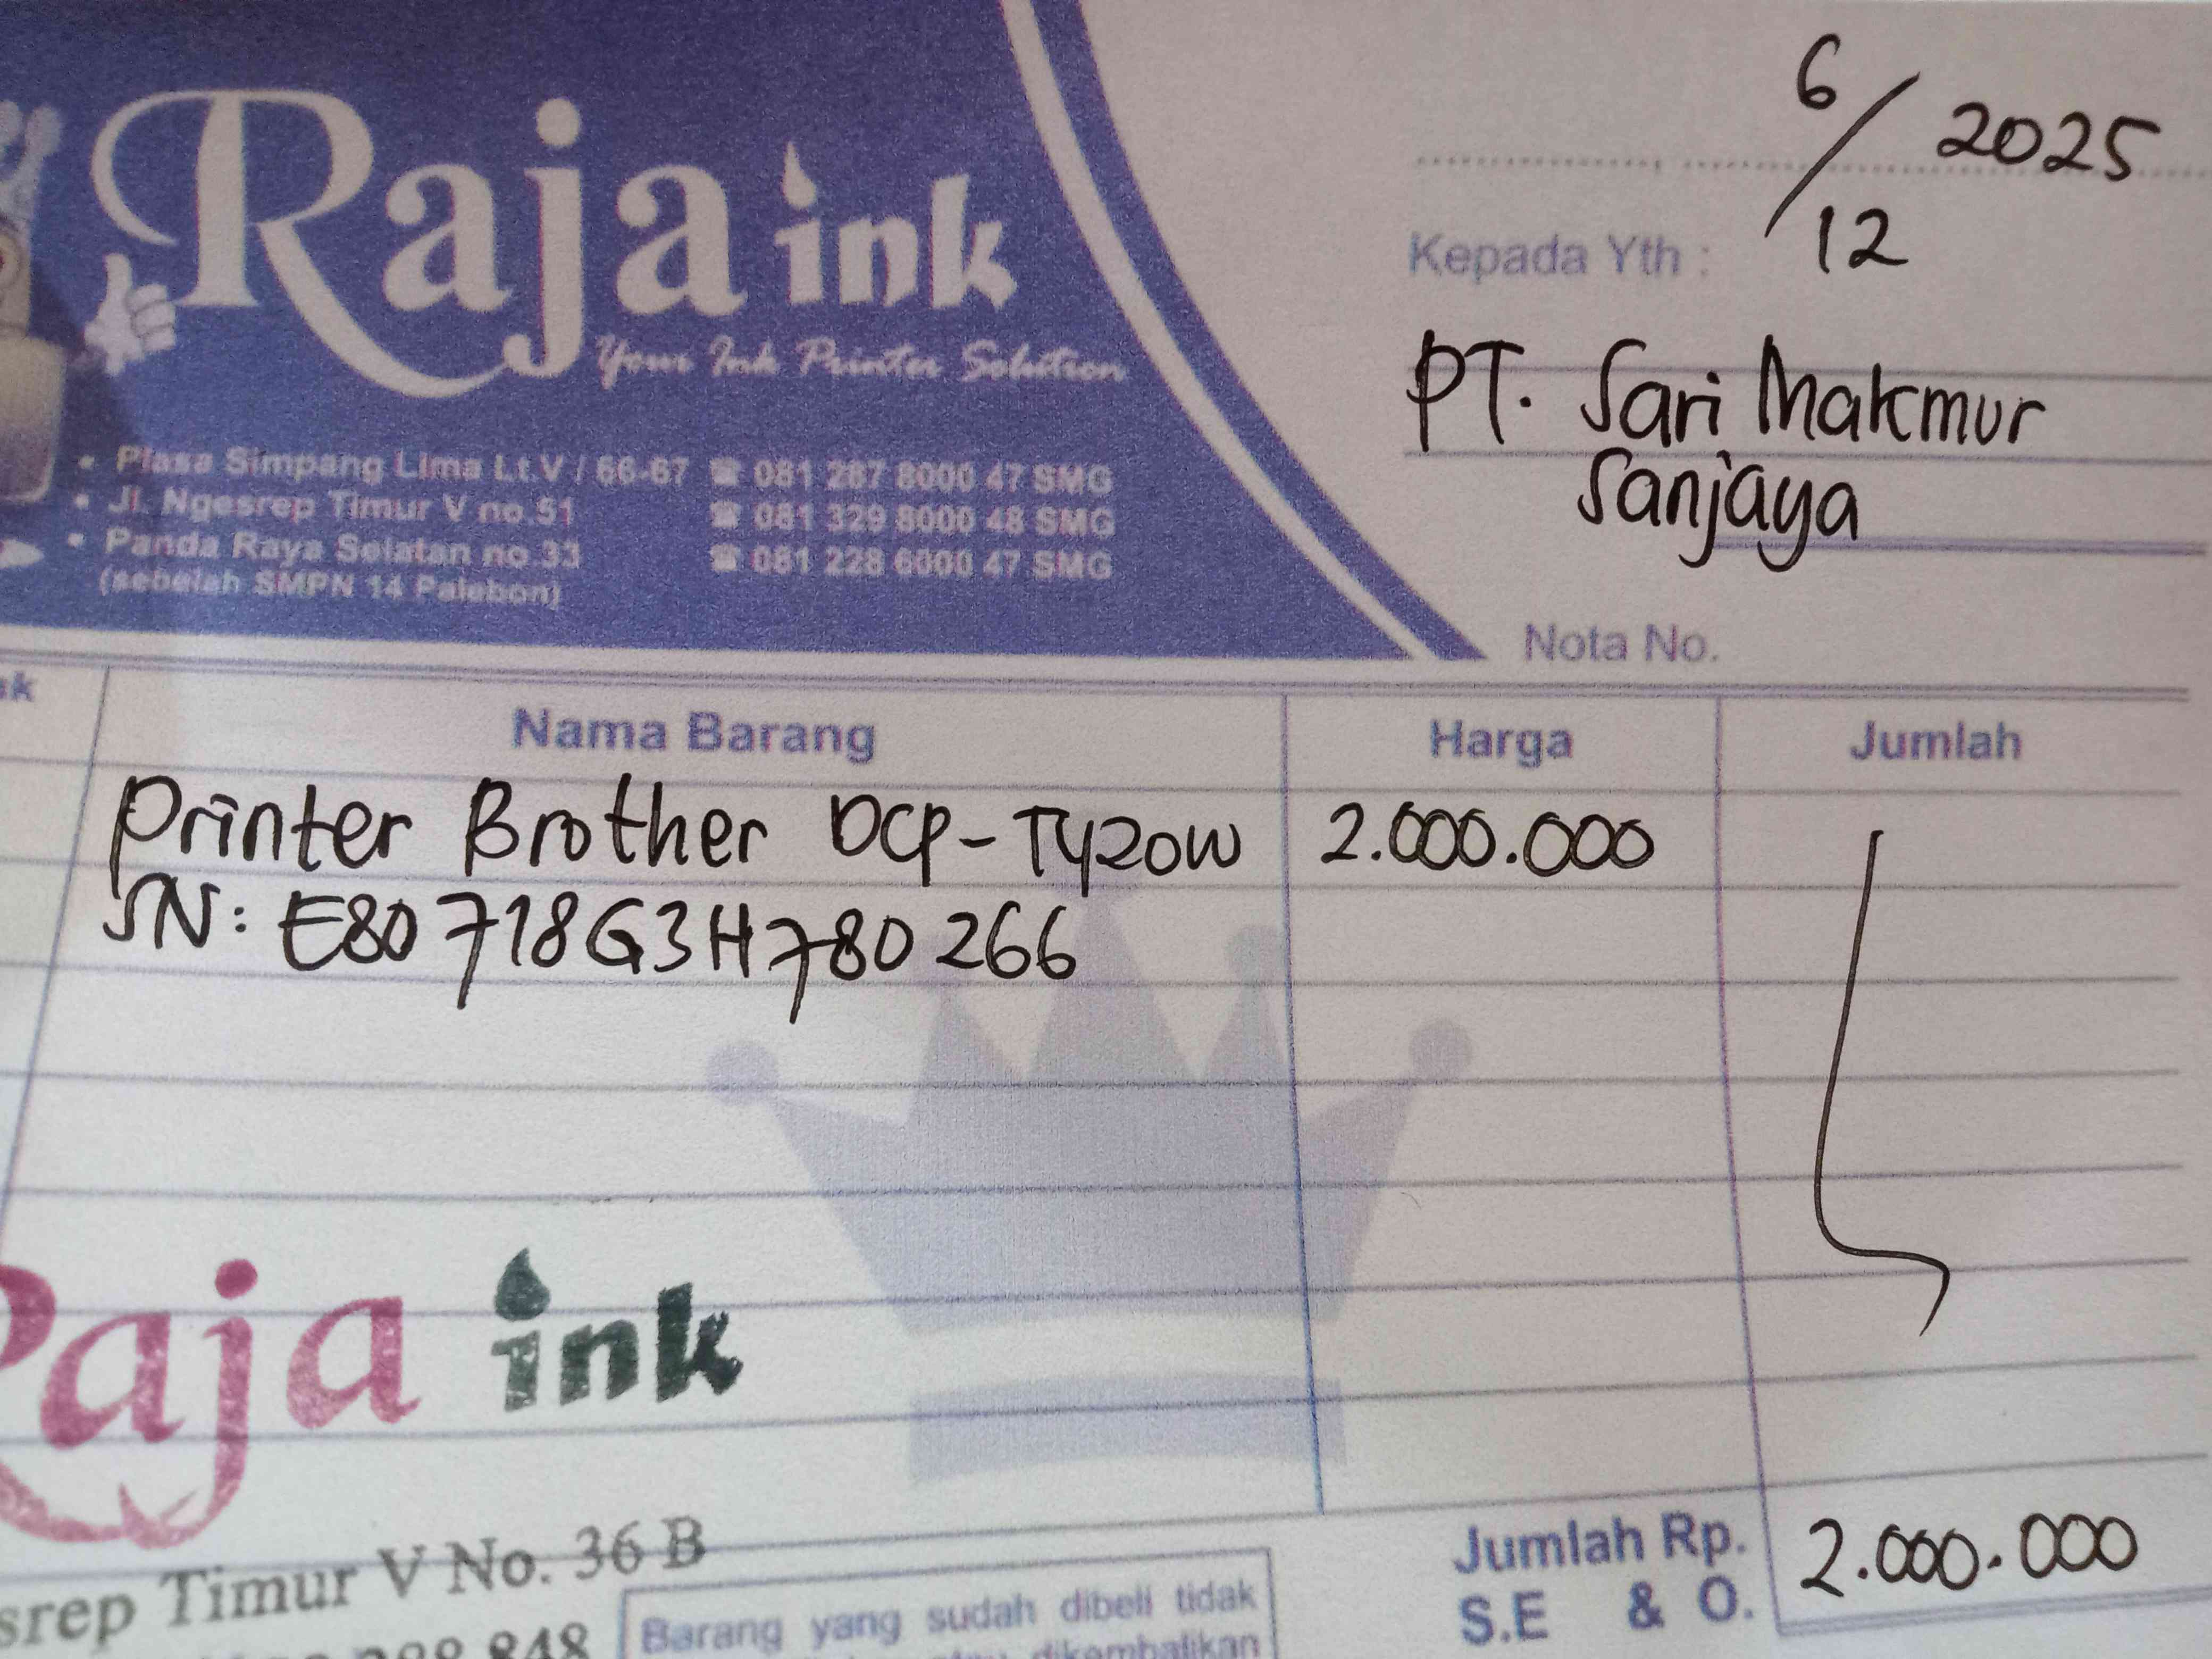 Raja ink
Your Ink Printer Solution
• Plasa Simpang Lima Lt.V / 66-67 ☎ 081 287 8000 47 SMG
• Jl. Ngesrep Timur V no.51 ☎ 081 329 8000 48 SMG
• Panda Raya Selatan no.33 ☎ 081 228 6000 47 SMG
(sebelah SMPN 14 Palebon)
6/12 2025
Kepada Yth :
PT. Sari Makmur
Sanjaya
Nota No.
Nama Barang Harga Jumlah
Printer Brother DCP-T420W 2.000.000
SN: E80718G3H780266
Raja ink
srep Timur V No. 36 B
848
Jumlah Rp. 2.000.000
S.E & O.
Barang yang sudah dibeli tidak
dikembalikan